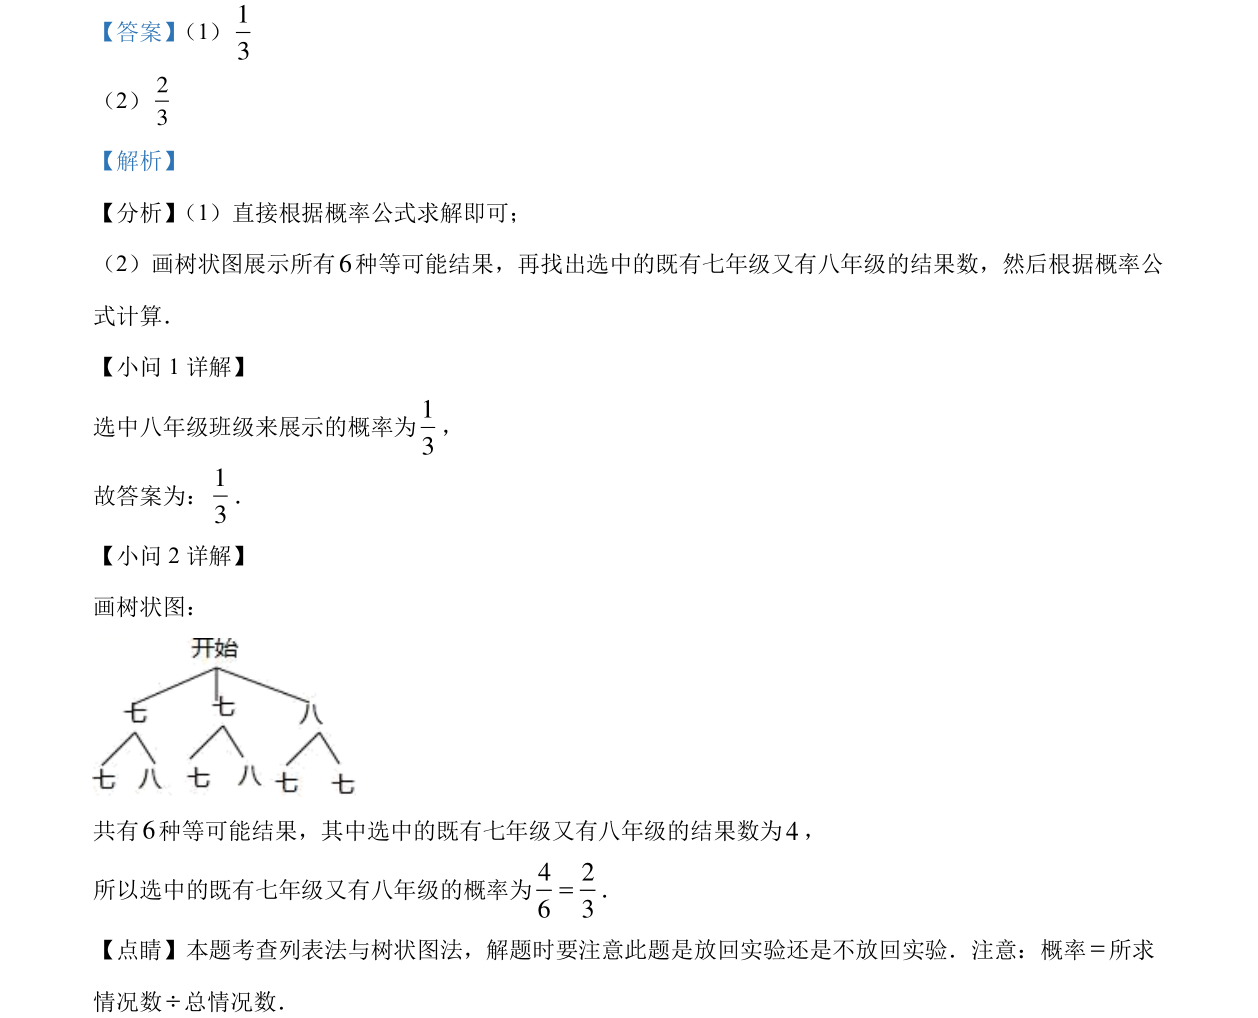 【答案】（1）1/3
（2）2/3
【解析】
【分析】（1）直接根据概率公式求解即可；
（2）画树状图展示所有6种等可能结果，再找出选中的既有七年级又有八年级的结果数，然后根据概率公
式计算．
【小问 1 详解】
选中八年级班级来展示的概率为1/3，
故答案为：1/3．
【小问 2 详解】
画树状图：
开始
七 七 八
七 八 七 八 七 七
共有6种等可能结果，其中选中的既有七年级又有八年级的结果数为4，
所以选中的既有七年级又有八年级的概率为4/6=2/3．
【点睛】本题考查列表法与树状图法，解题时要注意此题是放回实验还是不放回实验．注意：概率＝所求
情况数÷总情况数．